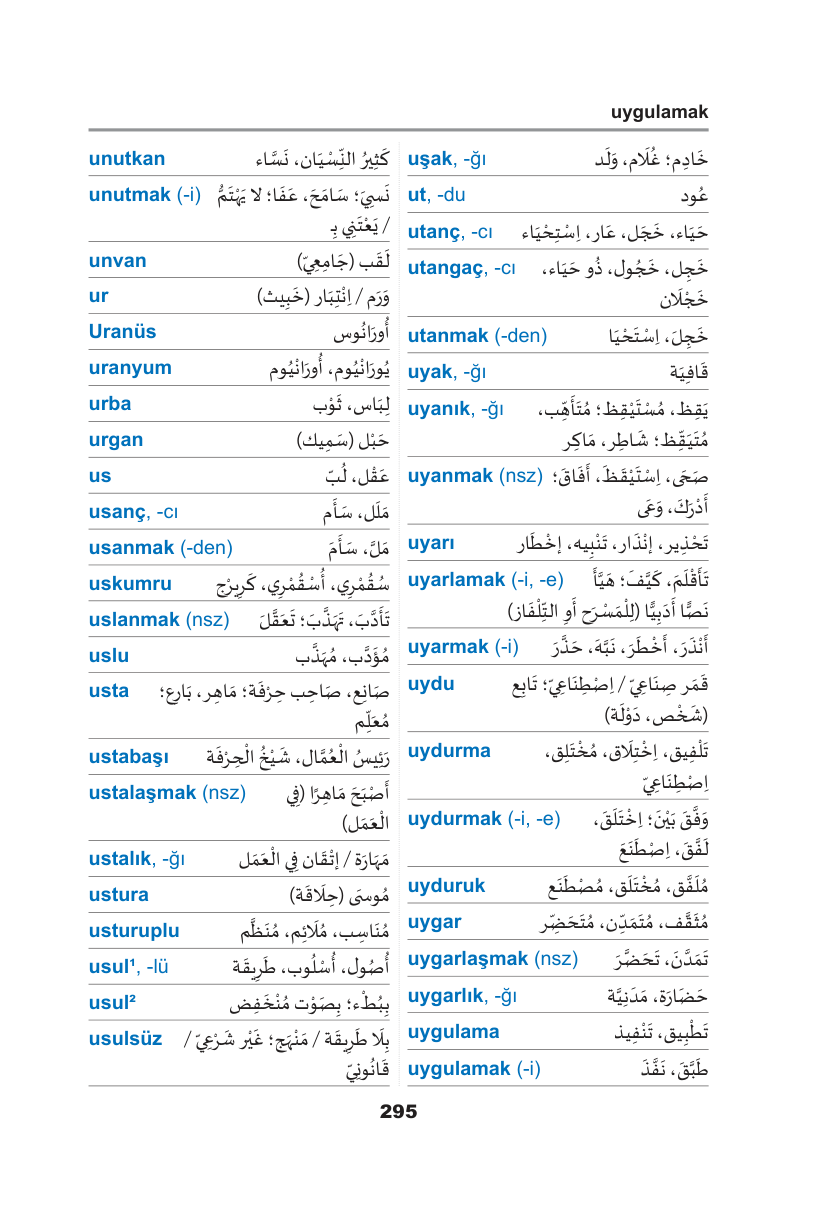 uygulamak
unutkan كَثِيرُ النِّسْيَان، نَسَّاء
unutmak (-i) نَسِيَ؛ سَامَحَ، عَفَا؛ لا يَهْتَمُّ
/ يَعْتَنِي بِـ
unvan لَقَب (جَامِعِيّ)
ur وَرَم / اِنْتِبَار (خَبِيث)
Uranüs أُورَانُوس
uranyum يُورَانْيُوم، أُورَانْيُوم
urba لِبَاس، ثَوْب
urgan حَبْل (سَمِيك)
us عَقْل، لُبّ
usanç, -cı مَلَل، سَأَم
usanmak (-den) مَلَّ، سَأَمَ
uskumru سُقُمْرِي، أُسْقُمْرِي، كَرِيرْج
uslanmak (nsz) تَأَدَّبَ، تَهَذَّبَ؛ تَعَقَّلَ
uslu مُؤَدَّب، مُهَذَّب
usta صَانِع، صَاحِب حِرْفَة؛ مَاهِر، بَارِع؛
مُعَلِّم
ustabaşı رَئِيسُ الْعُمَّال، شَيْخُ الْحِرْفَة
ustalaşmak (nsz) أَصْبَحَ مَاهِرًا (فِي
الْعَمَل)
ustalık, -ğı مَهَارَة / إِتْقَان فِي الْعَمَل
ustura مُوسَى (حِلَاقَة)
usturuplu مُنَاسِب، مُلَائِم، مُنَظَّم
usul¹, -lü أُصُول، أُسْلُوب، طَرِيقَة
usul² بِبُطْء؛ بِصَوْت مُنْخَفِض
usulsüz بِلَا طَرِيقَة / مَنْهَج؛ غَيْر شَرْعِيّ /
قَانُونِيّ
uşak, -ğı خَادِم؛ غُلَام، وَلَد
ut, -du عُود
utanç, -cı حَيَاء، خَجَل، عَار، اِسْتِحْيَاء
utangaç, -cı خَجِل، خَجُول، ذُو حَيَاء،
خَجْلَان
utanmak (-den) خَجِلَ، اِسْتَحْيَا
uyak, -ğı قَافِيَة
uyanık, -ğı يَقِظ، مُسْتَيْقِظ؛ مُتَأَهِّب،
مُتَيَقِّظ؛ شَاطِر، مَاكِر
uyanmak (nsz) صَحَى، اِسْتَيْقَظَ، أَفَاقَ؛
أَدْرَكَ، وَعَى
uyarı تَحْذِير، إِنْذَار، تَنْبِيه، إِخْطَار
uyarlamak (-i, -e) تَأَقْلَمَ، كَيَّفَ؛ هَيَّأَ
نَصًّا أَدَبِيًّا (لِلْمَسْرَحِ أَوِ التِّلْفَاز)
uyarmak (-i) أَنْذَرَ، أَخْطَرَ، نَبَّهَ، حَذَّرَ
uydu قَمَر صِنَاعِيّ / اِصْطِنَاعِيّ؛ تَابِع
(شَخْص، دَوْلَة)
uydurma تَلْفِيق، اِخْتِلَاق، مُخْتَلِق،
اِصْطِنَاعِيّ
uydurmak (-i, -e) وَفَّقَ بَيْنَ؛ اِخْتَلَقَ،
لَفَّقَ، اِصْطَنَعَ
uyduruk مُلَفَّق، مُخْتَلَق، مُصْطَنَع
uygar مُثَقَّف، مُتَمَدِّن، مُتَحَضِّر
uygarlaşmak (nsz) تَمَدَّنَ، تَحَضَّرَ
uygarlık, -ğı حَضَارَة، مَدَنِيَّة
uygulama تَطْبِيق، تَنْفِيذ
uygulamak (-i) طَبَّقَ، نَفَّذَ
295